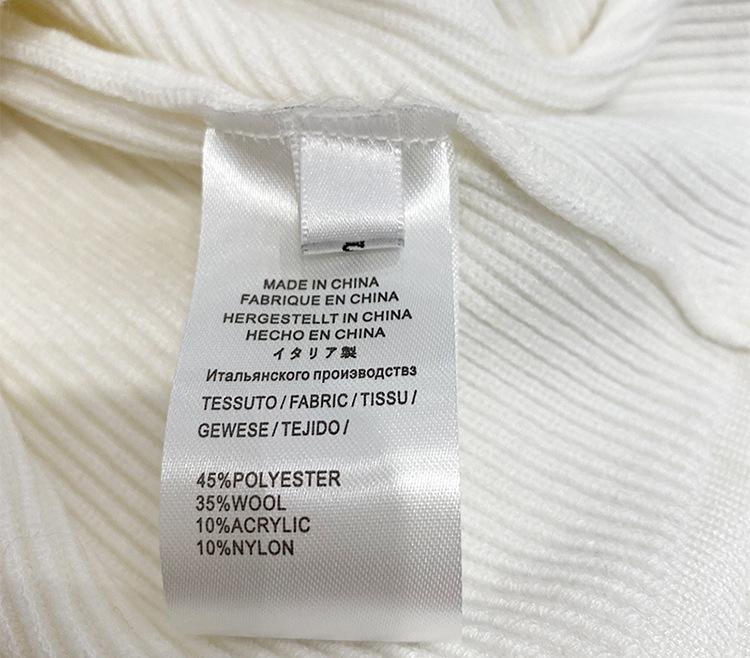 MADE IN CHINA
FABRIQUE EN CHINA
HERGESTELLT IN CHINA
HECHO EN CHINA
イタリア製
Итальянского производствз
TESSUTO / FABRIC / TISSU /
GEWESE / TEJIDO /
45%POLYESTER
35%WOOL
10%ACRYLIC
10%NYLON